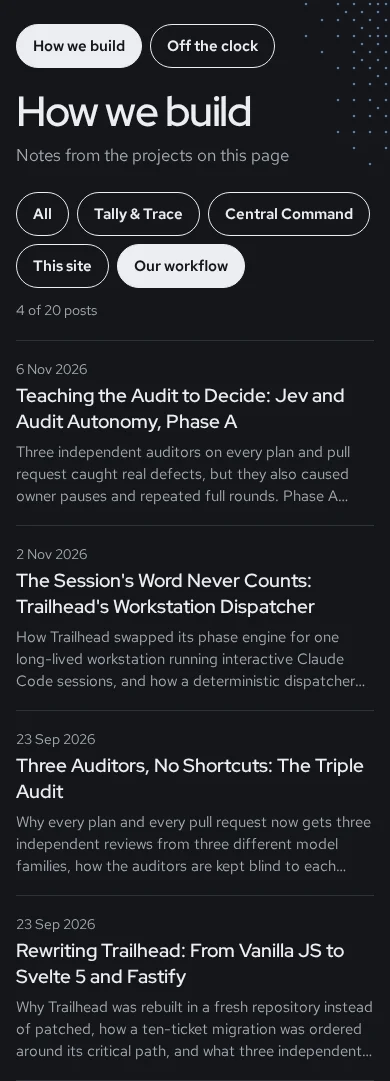 How we build
Off the clock
How we build
Notes from the projects on this page
All
Tally & Trace
Central Command
This site
Our workflow
4 of 20 posts
6 Nov 2026
Teaching the Audit to Decide: Jev and
Audit Autonomy, Phase A
Three independent auditors on every plan and pull
request caught real defects, but they also caused
owner pauses and repeated full rounds. Phase A…
2 Nov 2026
The Session's Word Never Counts:
Trailhead's Workstation Dispatcher
How Trailhead swapped its phase engine for one
long-lived workstation running interactive Claude
Code sessions, and how a deterministic dispatcher…
23 Sep 2026
Three Auditors, No Shortcuts: The Triple
Audit
Why every plan and every pull request now gets three
independent reviews from three different model
families, how the auditors are kept blind to each…
23 Sep 2026
Rewriting Trailhead: From Vanilla JS to
Svelte 5 and Fastify
Why Trailhead was rebuilt in a fresh repository instead
of patched, how a ten-ticket migration was ordered
around its critical path, and what three independent…